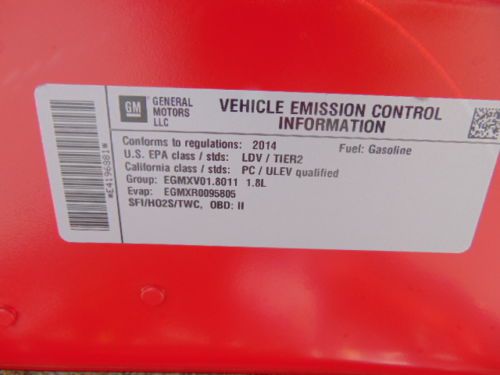 GM
GENERAL
MOTORS
LLC
VEHICLE EMISSION CONTROL
INFORMATION
Conforms to regulations: 2014 Fuel: Gasoline
U.S. EPA class / stds: LDV / TIER2
California class / stds: PC / ULEV qualified
Group: EGMXV01.8011 1.8L
Evap: EGMXR0095805
SFI/HO2S/TWC, OBD: II
*E4196981*